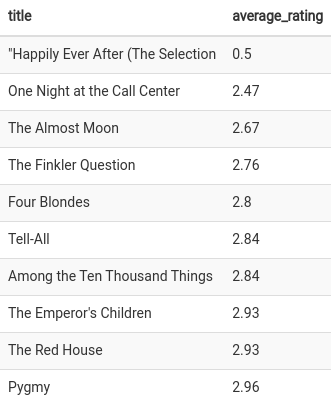 title average_rating
"Happily Ever After (The Selection 0.5
One Night at the Call Center 2.47
The Almost Moon 2.67
The Finkler Question 2.76
Four Blondes 2.8
Tell-All 2.84
Among the Ten Thousand Things 2.84
The Emperor's Children 2.93
The Red House 2.93
Pygmy 2.96